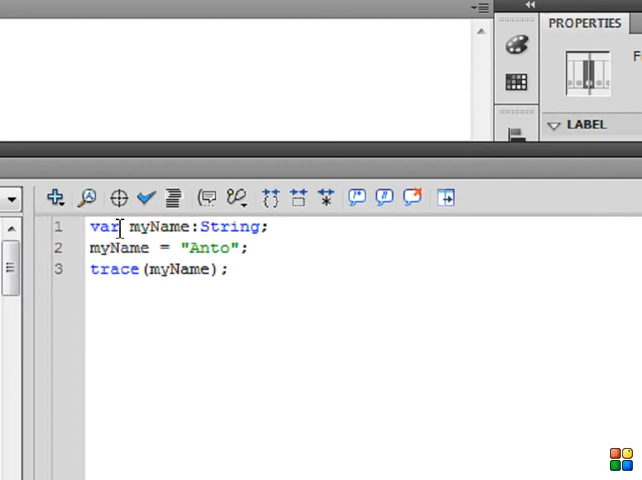 PROPERTIES
F
LABEL
1 var myName:String;
2 myName = "Anto";
3 trace(myName);